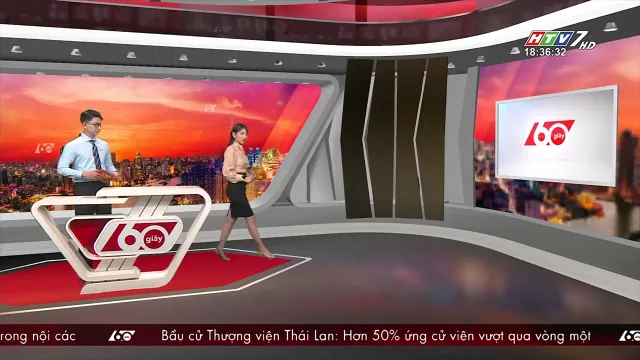 HTV7 HD
18:36:32
60 giây
60 giây
60
rong nội các 60 Bầu cử Thượng viện Thái Lan: Hơn 50% ứng cử viên vượt qua vòng một